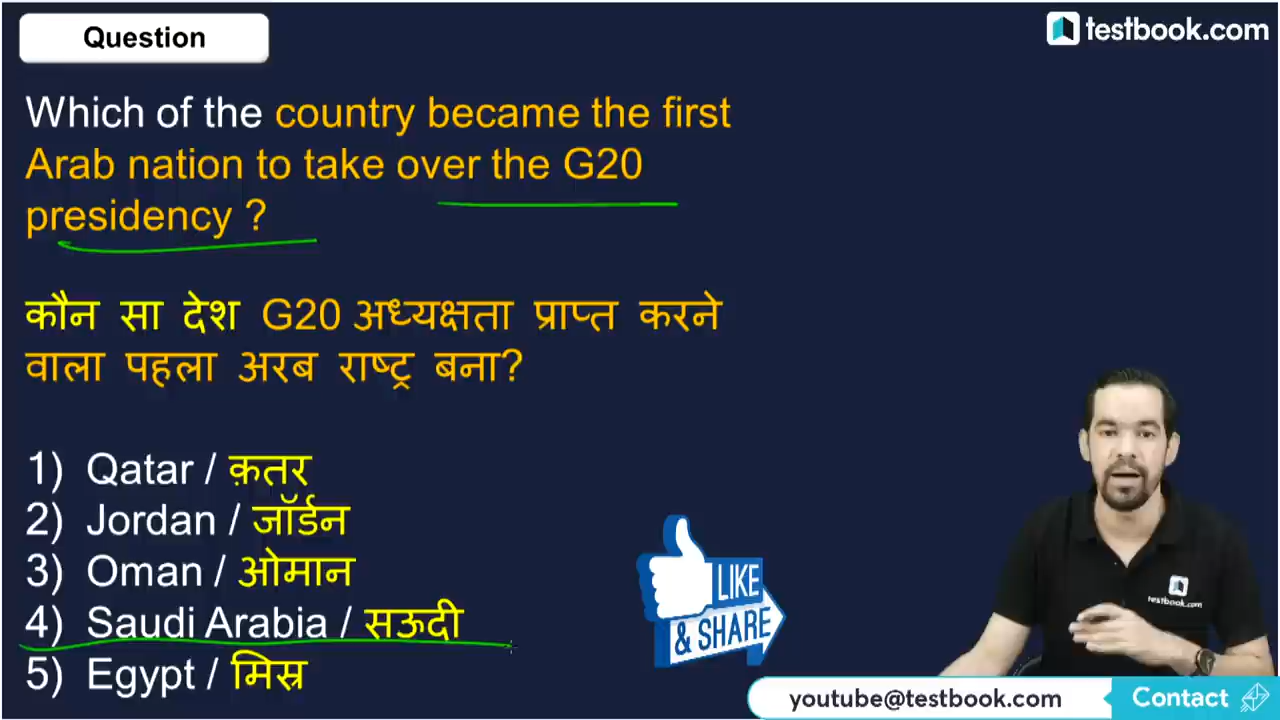 Question
testbook.com
Which of the country became the first
Arab nation to take over the G20
presidency ?
कौन सा देश G20 अध्यक्षता प्राप्त करने
वाला पहला अरब राष्ट्र बना?
1) Qatar / क़तर
2) Jordan / जॉर्डन
3) Oman / ओमान
4) Saudi Arabia / सऊदी
5) Egypt / मिस्र
LIKE
& SHARE
testbook.com
youtube@testbook.com
Contact